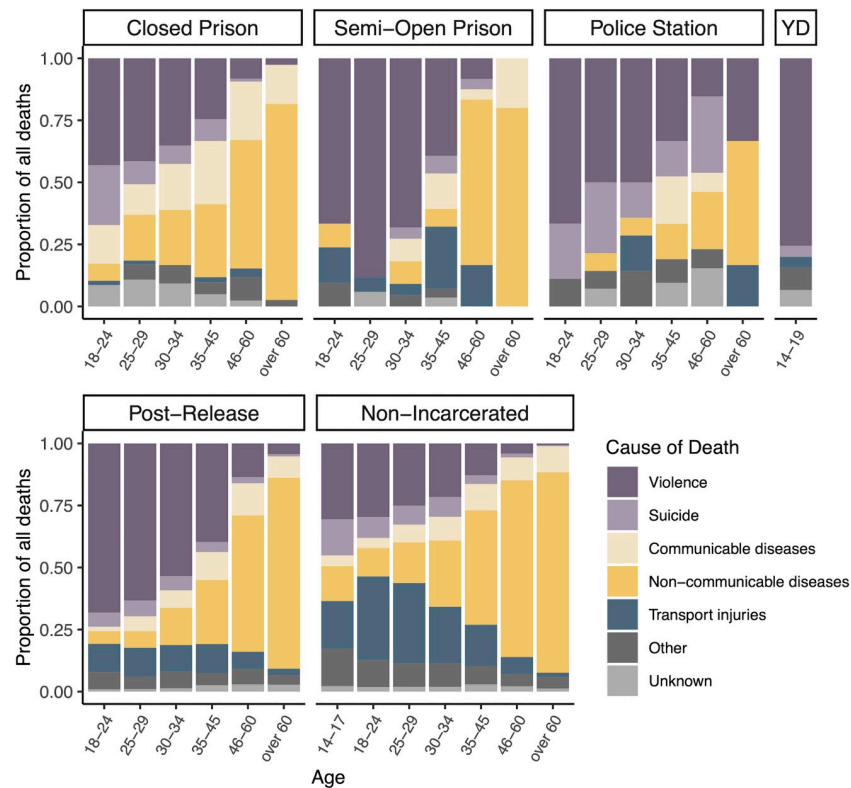 Closed Prison
Semi−Open Prison
Police Station
YD
Proportion of all deaths
1.00
0.75
0.50
0.25
0.00
18−24
25−29
30−34
35−45
46−60
over 60
18−24
25−29
30−34
35−45
46−60
over 60
18−24
25−29
30−34
35−45
46−60
over 60
14−19
Post−Release
Non−Incarcerated
Proportion of all deaths
1.00
0.75
0.50
0.25
0.00
18−24
25−29
30−34
35−45
46−60
over 60
14−17
18−24
25−29
30−34
35−45
46−60
over 60
Age
Cause of Death
Violence
Suicide
Communicable diseases
Non−communicable diseases
Transport injuries
Other
Unknown